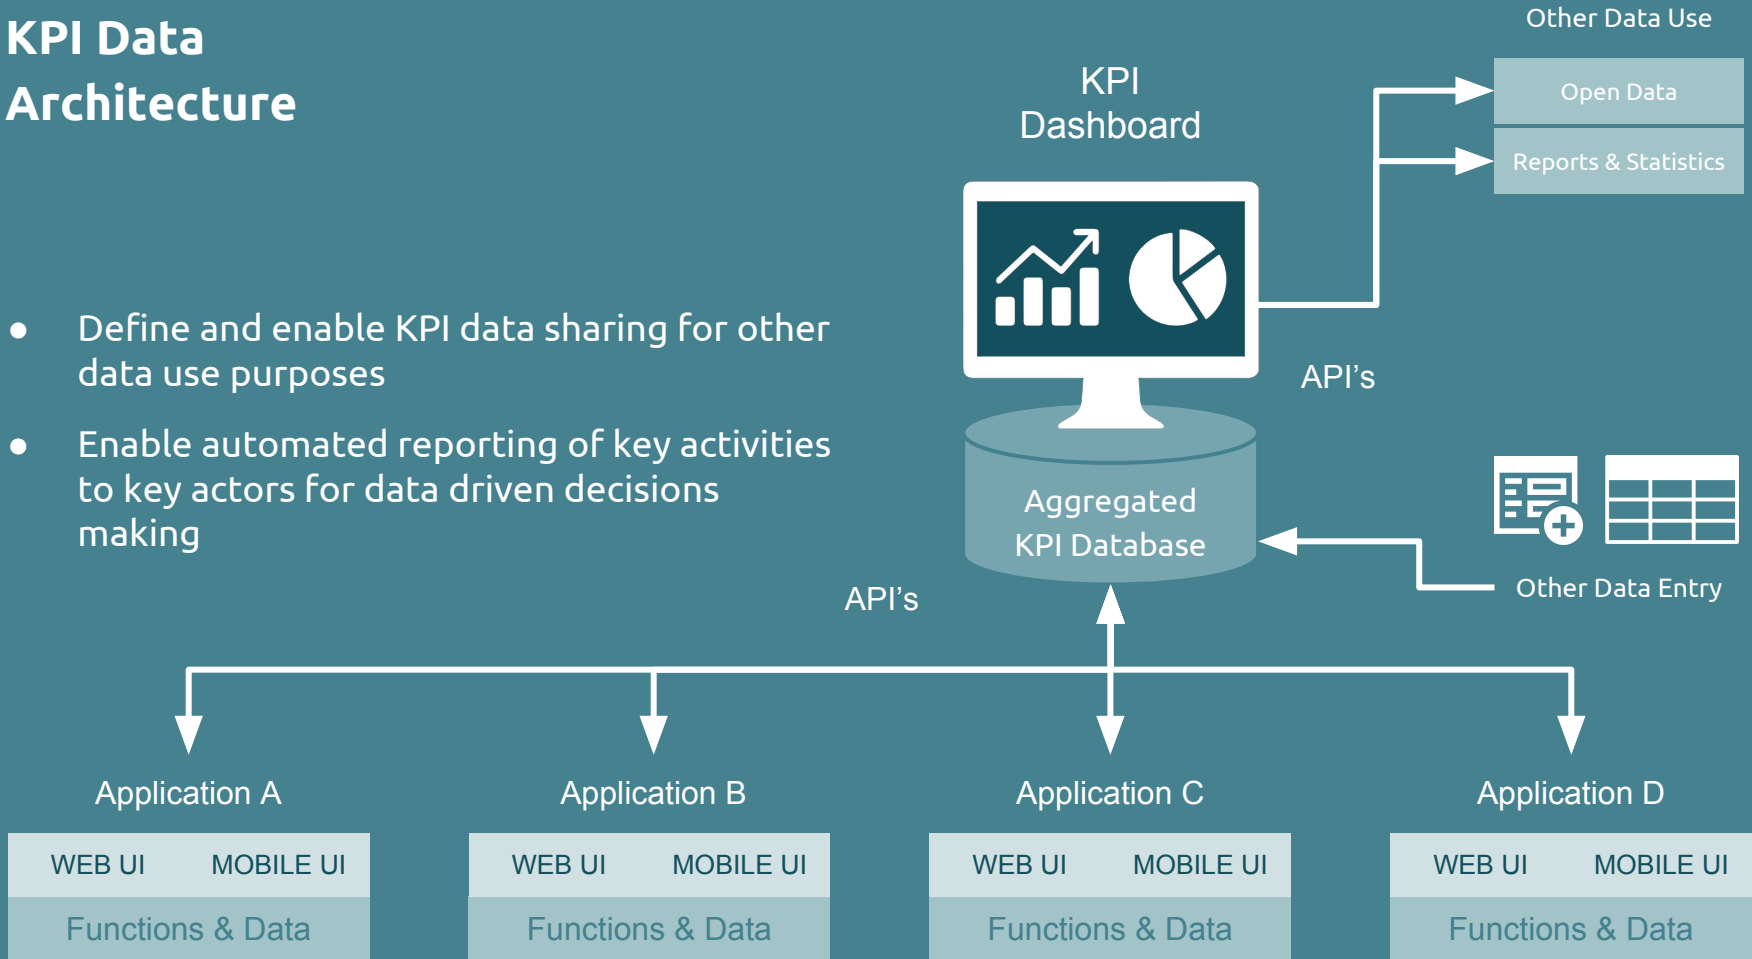 KPI Data
Architecture
● Define and enable KPI data sharing for other
data use purposes
● Enable automated reporting of key activities
to key actors for data driven decisions
making
KPI
Dashboard
Other Data Use
Open Data
Reports & Statistics
API's
Aggregated
KPI Database
Other Data Entry
API's
Application A
WEB UI MOBILE UI
Functions & Data
Application B
WEB UI MOBILE UI
Functions & Data
Application C
WEB UI MOBILE UI
Functions & Data
Application D
WEB UI MOBILE UI
Functions & Data